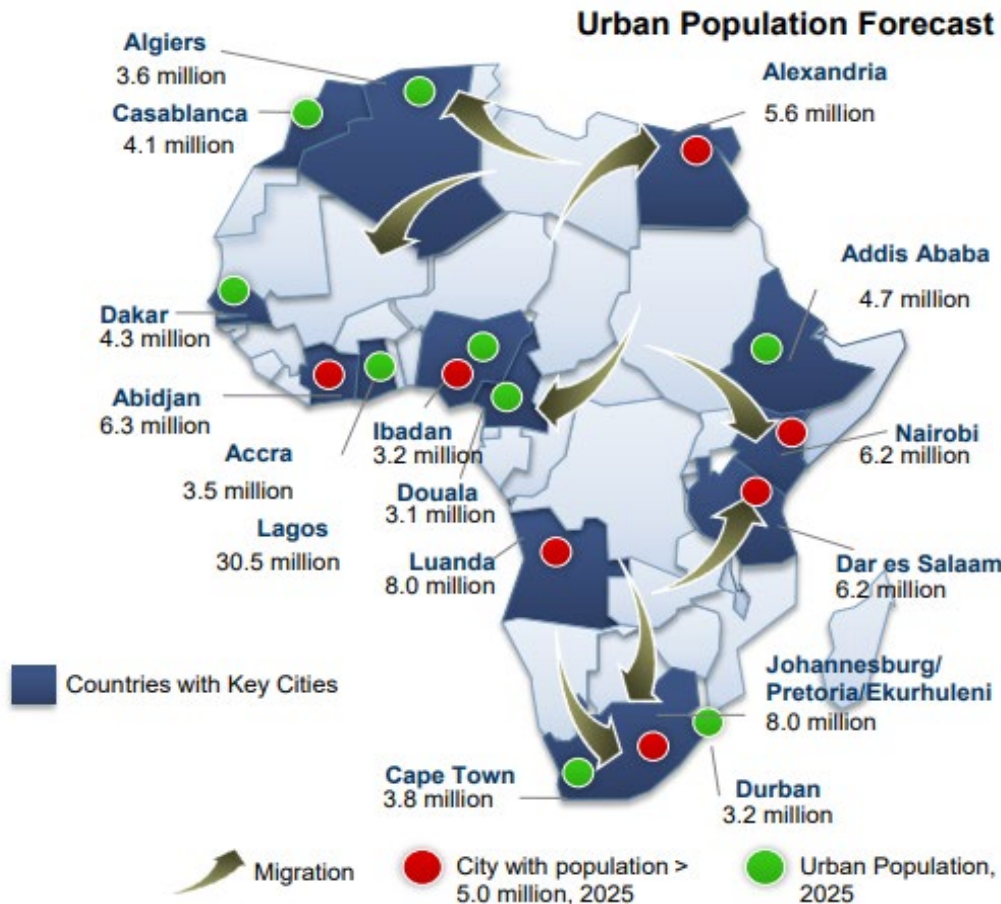 Urban Population Forecast
Algiers
3.6 million
Casablanca
4.1 million
Alexandria
5.6 million
Addis Ababa
4.7 million
Dakar
4.3 million
Abidjan
6.3 million
Accra
3.5 million
Lagos
30.5 million
Ibadan
3.2 million
Douala
3.1 million
Luanda
8.0 million
Nairobi
6.2 million
Dar es Salaam
6.2 million
Johannesburg/
Pretoria/Ekurhuleni
8.0 million
Countries with Key Cities
Cape Town
3.8 million
Durban
3.2 million
Migration
City with population >
5.0 million, 2025
Urban Population,
2025